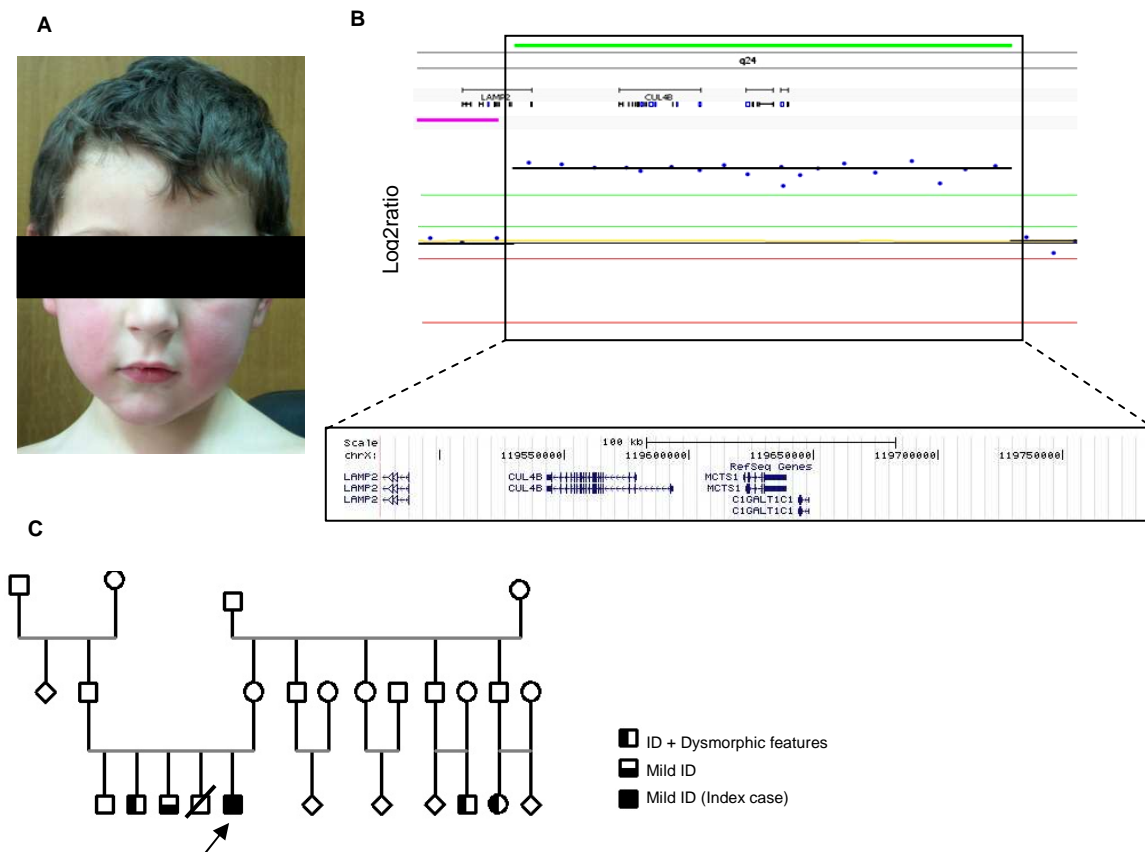 A
B
q24
LAMP2
CUL4B
Log2ratio
Scale
100 kb
chrX:
119550000
119600000
119650000
119700000
119750000
RefSeq Genes
LAMP2
CUL4B
MCTS1
LAMP2
CUL4B
MCTS1
LAMP2
C1GALT1C1
C1GALT1C1
C
ID + Dysmorphic features
Mild ID
Mild ID (Index case)